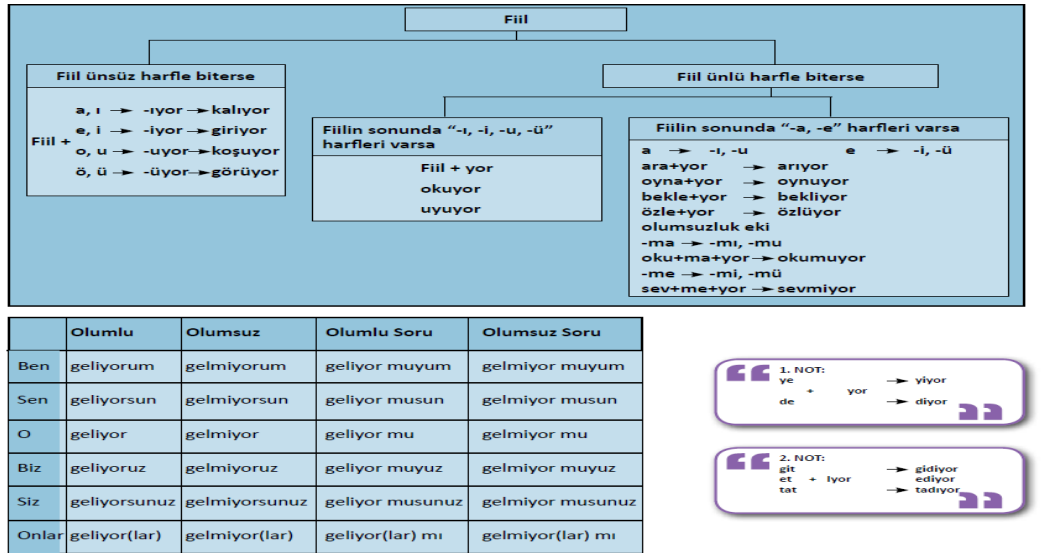 Fiil
Fiil ünsüz harfle biterse
Fiil +
a, ı → -ıyor → kalıyor
e, i → -iyor → giriyor
o, u → -uyor → koşuyor
ö, ü → -üyor → görüyor
Fiil ünlü harfle biterse
Fiilin sonunda “-ı, -i, -u, -ü”
harfleri varsa
Fiil + yor
okuyor
uyuyor
Fiilin sonunda “-a, -e” harfleri varsa
a → -ı, -u e → -i, -ü
ara+yor → arıyor
oyna+yor → oynuyor
bekle+yor → bekliyor
özle+yor → özlüyor
olumsuzluk eki
-ma → -mı, -mu
oku+ma+yor → okumuyor
-me → -mi, -mü
sev+me+yor → sevmiyor
Olumlu Olumsuz Olumlu Soru Olumsuz Soru
Ben geliyorum gelmiyorum geliyor muyum gelmiyor muyum
Sen geliyorsun gelmiyorsun geliyor musun gelmiyor musun
O geliyor gelmiyor geliyor mu gelmiyor mu
Biz geliyoruz gelmiyoruz geliyor muyuz gelmiyor muyuz
Siz geliyorsunuz gelmiyorsunuz geliyor musunuz gelmiyor musunuz
Onlar geliyor(lar) gelmiyor(lar) geliyor(lar) mı gelmiyor(lar) mı
1. NOT:
ye → yiyor
+ yor
de → diyor
2. NOT:
git → gidiyor
et + Iyor ediyor
tat → tadıyor